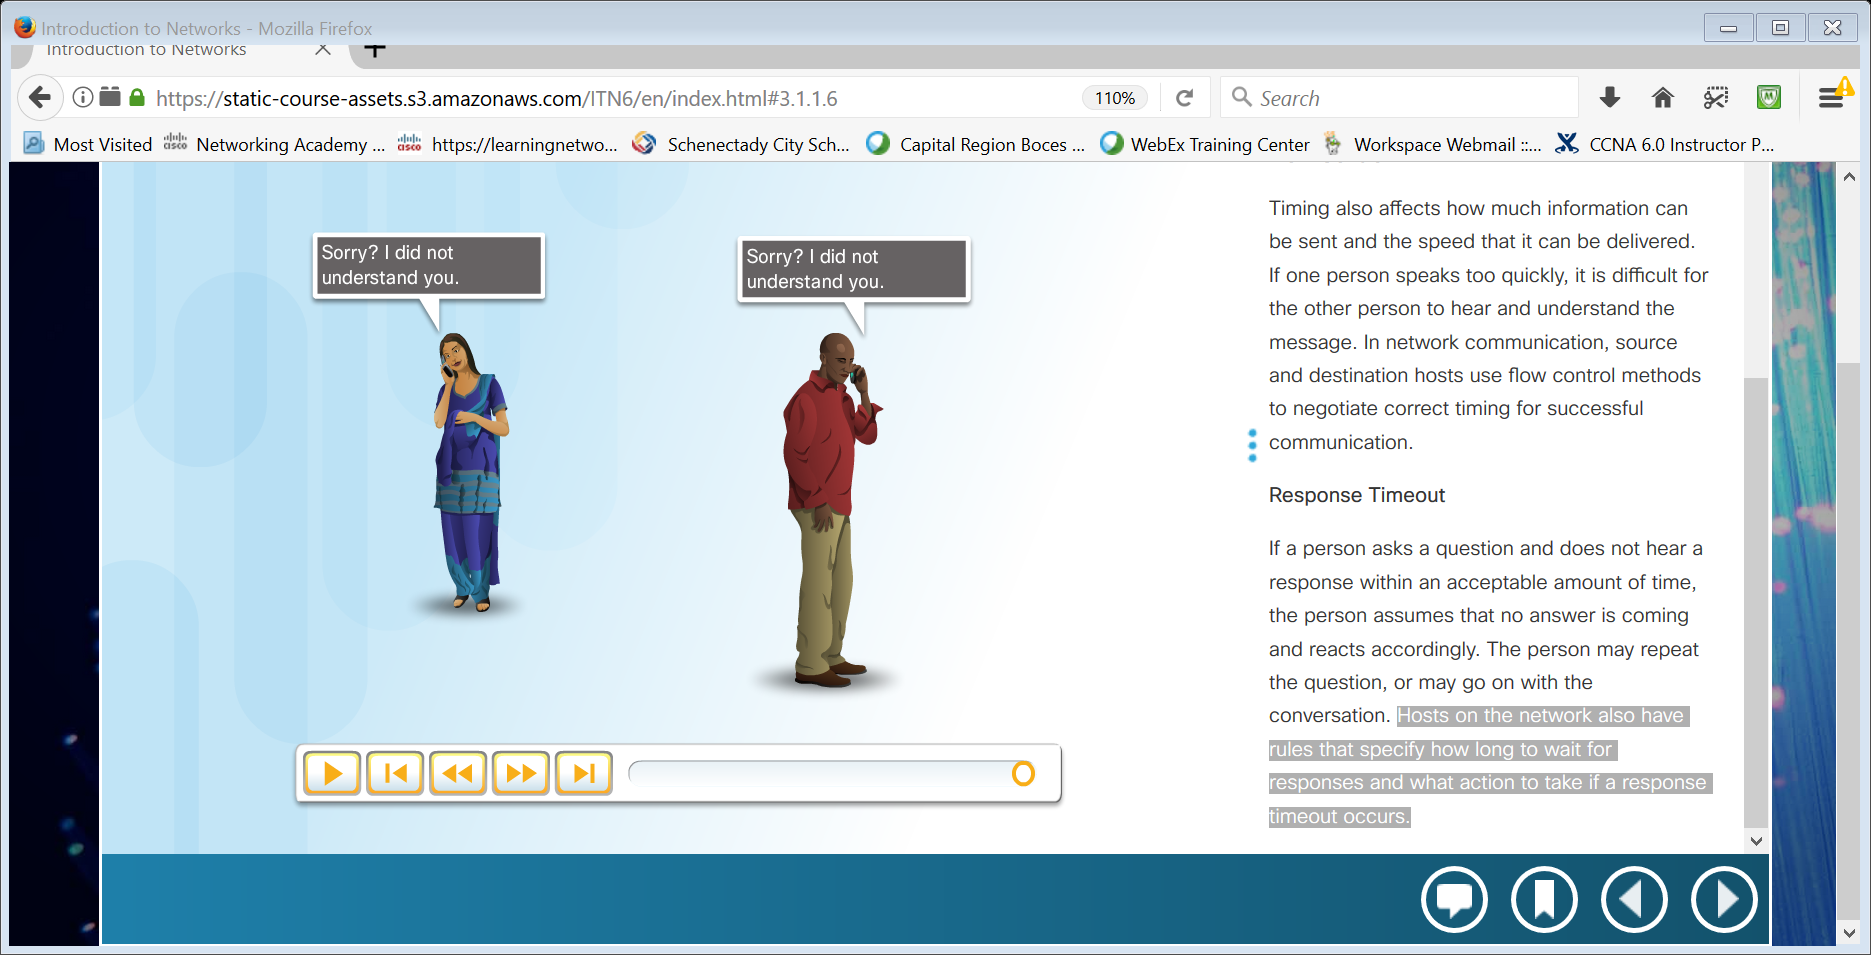 Introduction to Networks - Mozilla Firefox
Introduction to Networks
https://static-course-assets.s3.amazonaws.com/ITN6/en/index.html#3.1.1.6
110%
Search
Most Visited
Networking Academy ...
https://learningnetwo...
Schenectady City Sch...
Capital Region Boces ...
WebEx Training Center
Workspace Webmail ::...
CCNA 6.0 Instructor P...
Sorry? I did not
understand you.
Sorry? I did not
understand you.
Timing also affects how much information can
be sent and the speed that it can be delivered.
If one person speaks too quickly, it is difficult for
the other person to hear and understand the
message. In network communication, source
and destination hosts use flow control methods
to negotiate correct timing for successful
communication.
Response Timeout
If a person asks a question and does not hear a
response within an acceptable amount of time,
the person assumes that no answer is coming
and reacts accordingly. The person may repeat
the question, or may go on with the
conversation. Hosts on the network also have
rules that specify how long to wait for
responses and what action to take if a response
timeout occurs.